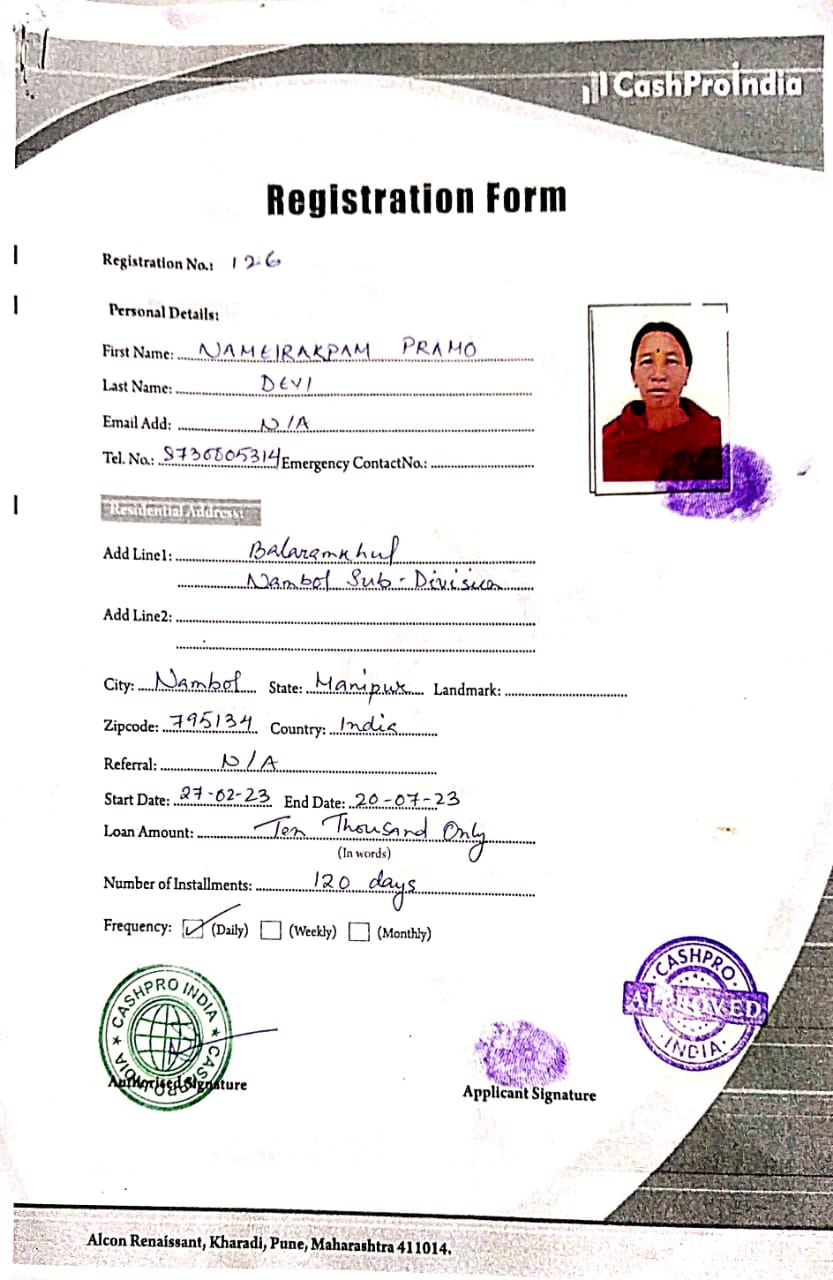 CashProIndia
Registration Form
Registration No.: 126
Personal Details:
First Name: NAMEIRAKPAM PRAMO
Last Name: DEVI
Email Add: N/A
Tel. No.: 8730805314 Emergency ContactNo.:
Residential Address:
Add Line1: Balaramkhul
Nambol Sub-Division
Add Line2:
City: Nambol State: Manipur Landmark:
Zipcode: 795134 Country: India
Referral: N/A
Start Date: 27-02-23 End Date: 20-07-23
Loan Amount: Ten Thousand Only
(In words)
Number of Installments: 120 days
Frequency: (Daily) (Weekly) (Monthly)
CASHPRO INDIA
CASHPRO INDIA
CASHPRO
APPROVED
INDIA
Authorised Signature
Applicant Signature
Alcon Renaissant, Kharadi, Pune, Maharashtra 411014.